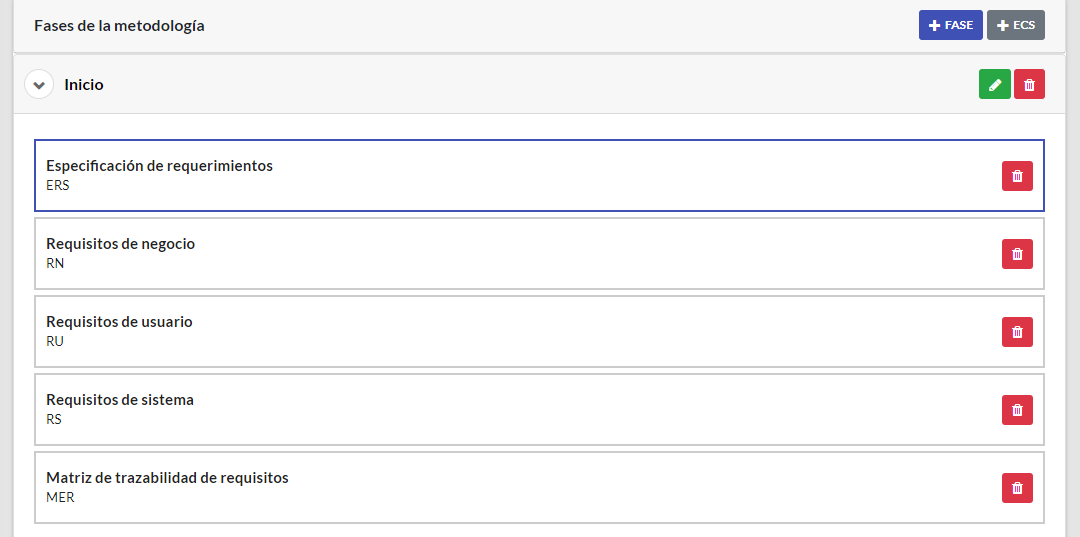 Fases de la metodología
FASE
ECS
Inicio
Especificación de requerimientos
ERS
Requisitos de negocio
RN
Requisitos de usuario
RU
Requisitos de sistema
RS
Matriz de trazabilidad de requisitos
MER